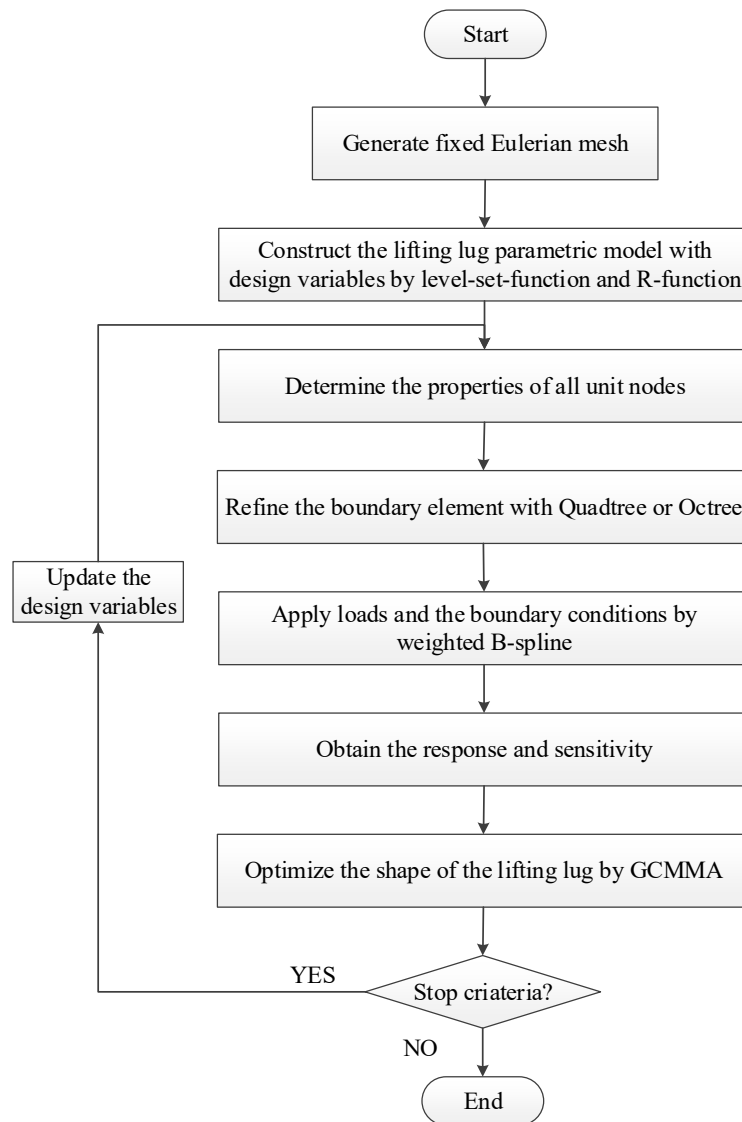 Start
Generate fixed Eulerian mesh
Construct the lifting lug parametric model with
design variables by level-set-function and R-function
Determine the properties of all unit nodes
Refine the boundary element with Quadtree or Octree
Update the
design variables
Apply loads and the boundary conditions by
weighted B-spline
Obtain the response and sensitivity
Optimize the shape of the lifting lug by GCMMA
YES
Stop criateria?
NO
End